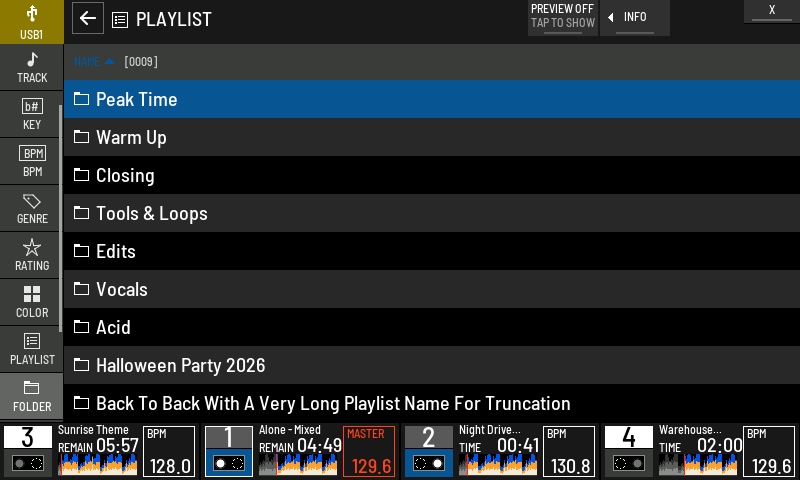 USB1
PLAYLIST
PREVIEW OFF
TAP TO SHOW
INFO
X
NAME [0009]
TRACK
b#
KEY
BPM
BPM
GENRE
RATING
COLOR
PLAYLIST
FOLDER
Peak Time
Warm Up
Closing
Tools & Loops
Edits
Vocals
Acid
Halloween Party 2026
Back To Back With A Very Long Playlist Name For Truncation
3
Sunrise Theme
REMAIN 05:57
BPM
128.0
1
Alone - Mixed
REMAIN 04:49
MASTER
129.6
2
Night Drive...
TIME 00:41
BPM
130.8
4
Warehouse...
TIME 02:00
BPM
129.6